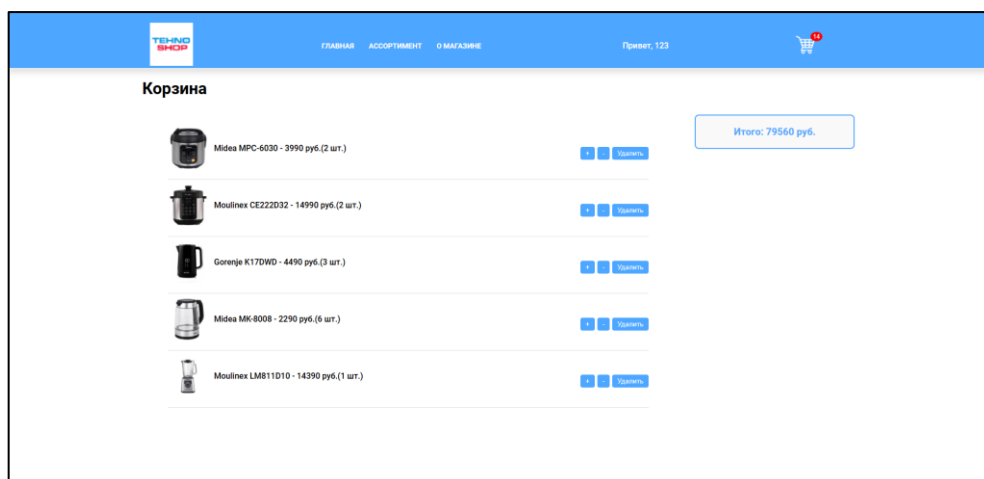 TEHNO
SHOP
ГЛАВНАЯ АССОРТИМЕНТ О МАГАЗИНЕ
Привет, 123
14
Корзина
Итого: 79560 руб.
Midea MPC-6030 - 3990 руб.(2 шт.)
+ - Удалить
Moulinex CE222D32 - 14990 руб.(2 шт.)
+ - Удалить
Gorenje K17DWD - 4490 руб.(3 шт.)
+ - Удалить
Midea MK-8008 - 2290 руб.(6 шт.)
+ - Удалить
Moulinex LM811D10 - 14390 руб.(1 шт.)
+ - Удалить